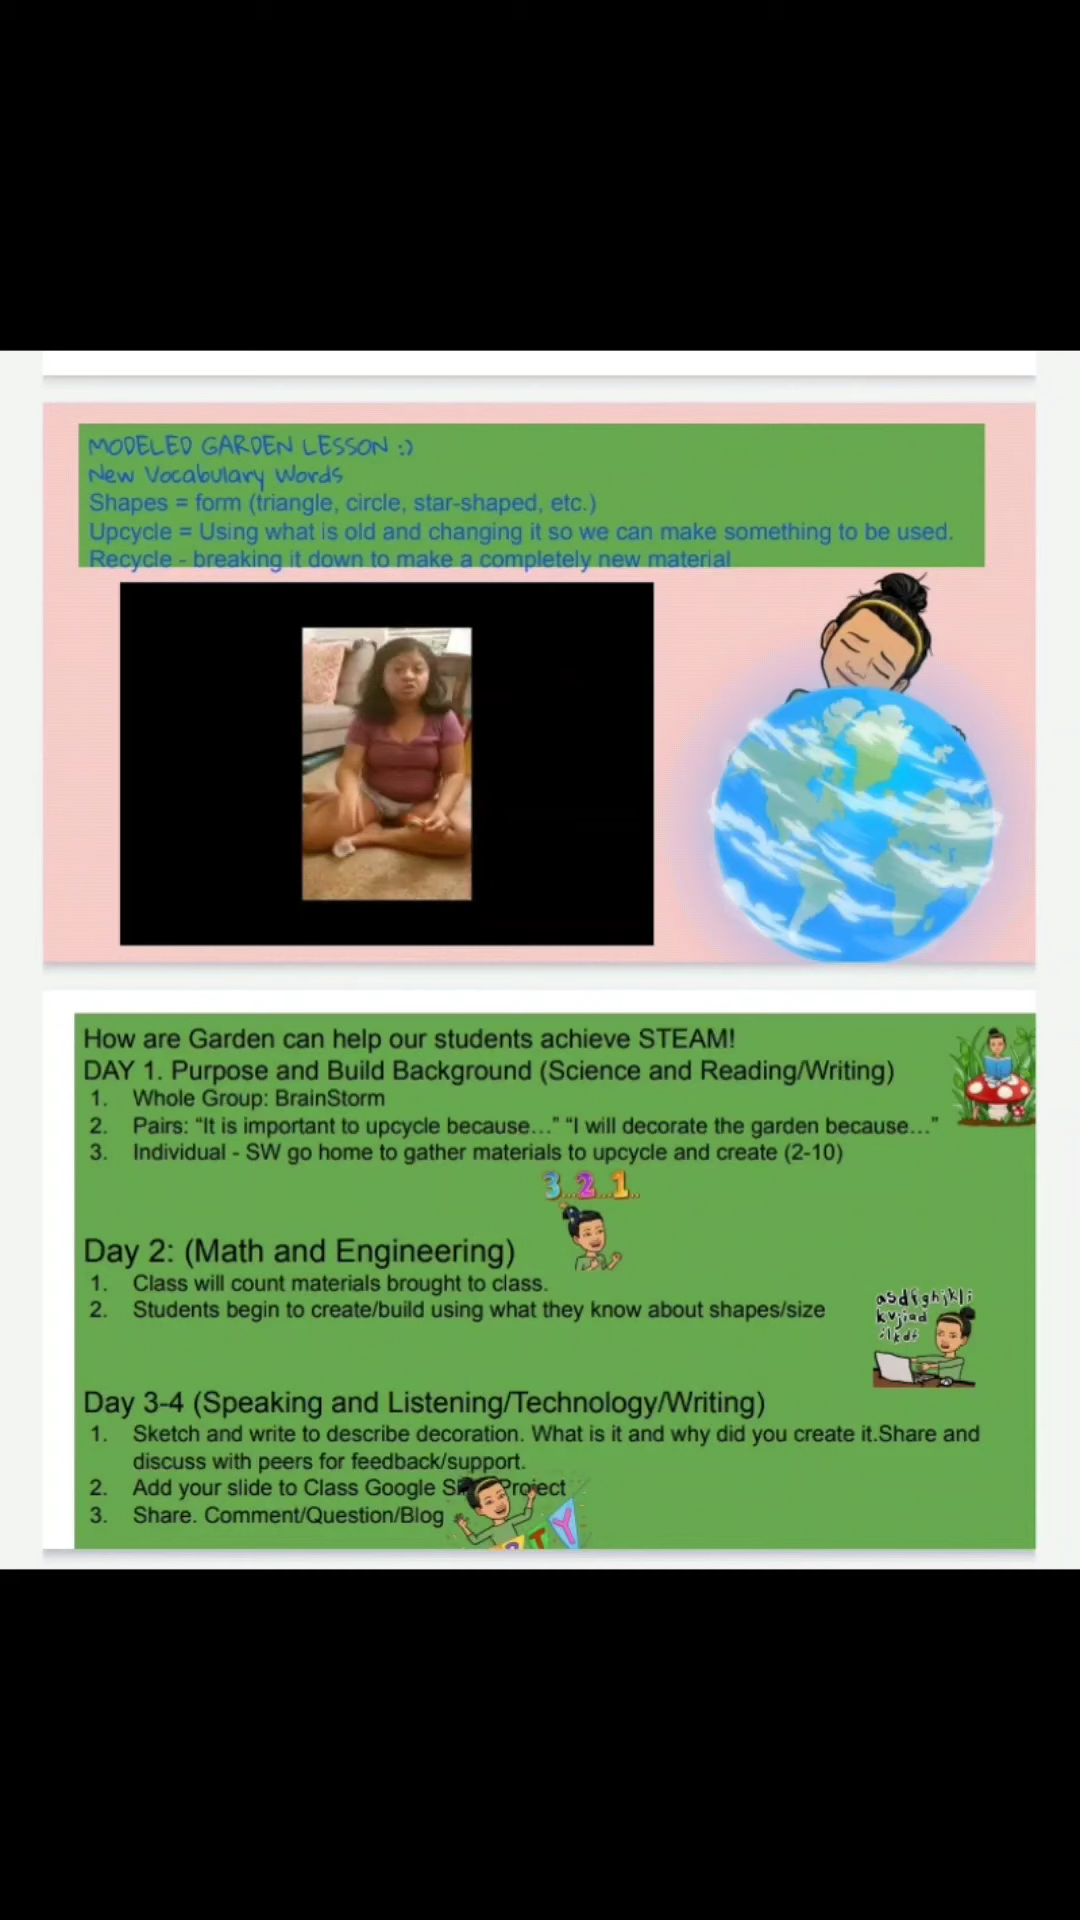 MODELED GARDEN LESSON :)
New Vocabulary Words
Shapes = form (triangle, circle, star-shaped, etc.)
Upcycle = Using what is old and changing it so we can make something to be used.
Recycle - breaking it down to make a completely new material
How are Garden can help our students achieve STEAM!
DAY 1. Purpose and Build Background (Science and Reading/Writing)
1. Whole Group: BrainStorm
2. Pairs: “It is important to upcycle because...” “I will decorate the garden because...”
3. Individual - SW go home to gather materials to upcycle and create (2-10)
3...2...1..
Day 2: (Math and Engineering)
1. Class will count materials brought to class.
2. Students begin to create/build using what they know about shapes/size
asdfghjkl;
kvjiad
Day 3-4 (Speaking and Listening/Technology/Writing)
1. Sketch and write to describe decoration. What is it and why did you create it.Share and
discuss with peers for feedback/support.
2. Add your slide to Class Google Project
3. Share. Comment/Question/Blog
TY